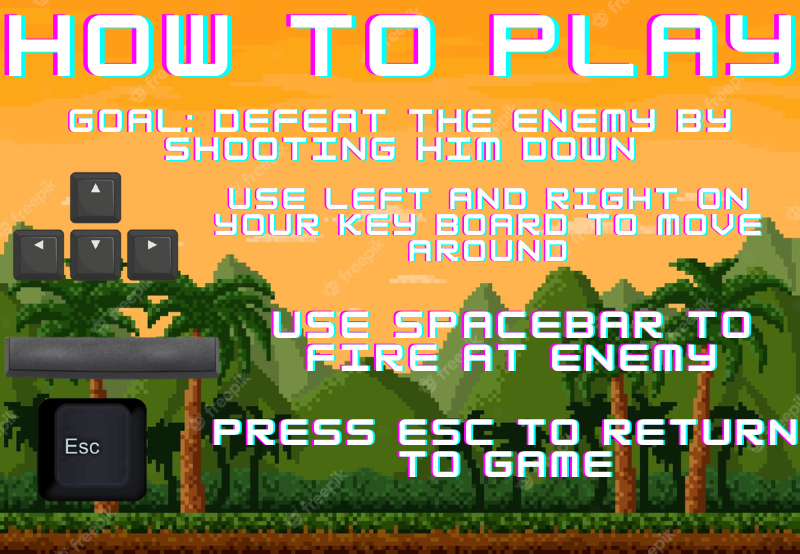 HOW TO PLAY
GOAL: DEFEAT THE ENEMY BY
SHOOTING HIM DOWN
USE LEFT AND RIGHT ON
YOUR KEY BOARD TO MOVE
AROUND
USE SPACEBAR TO
FIRE AT ENEMY
Esc
PRESS ESC TO RETURN
TO GAME
freepik